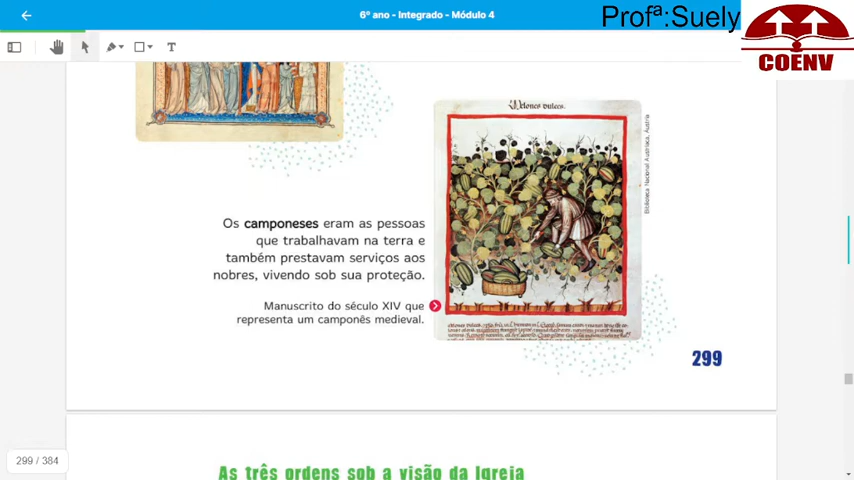 6º ano - Integrado - Módulo 4
Profª:Suely
COENV
T
Biblioteca Nacional Austríaca, Áustria
Os camponeses eram as pessoas
que trabalhavam na terra e
também prestavam serviços aos
nobres, vivendo sob sua proteção.
Manuscrito do século XIV que
representa um camponês medieval.
299
299 / 384
As três ordens sob a visão da Igreja